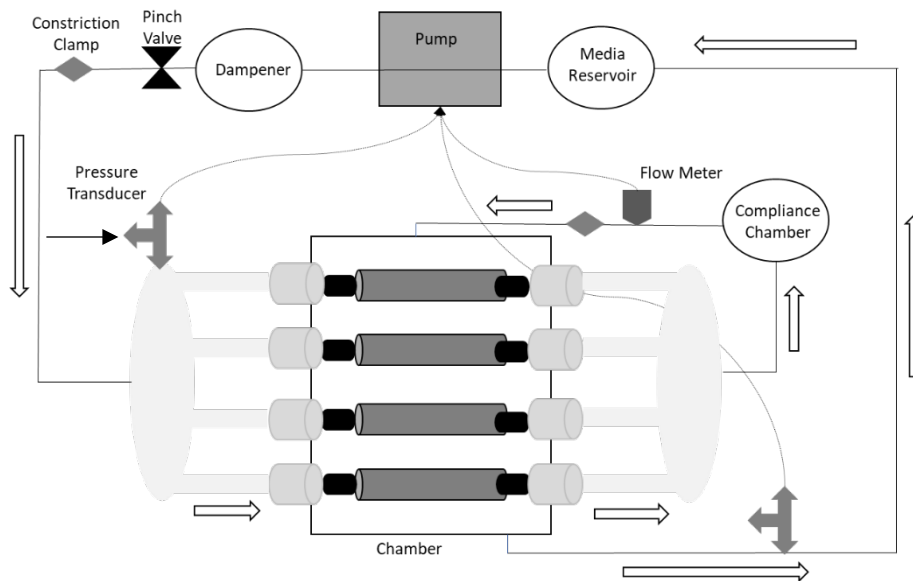 Constriction
Clamp
Pinch
Valve
Dampener
Pump
Media
Reservoir
Pressure
Transducer
Flow Meter
Compliance
Chamber
Chamber